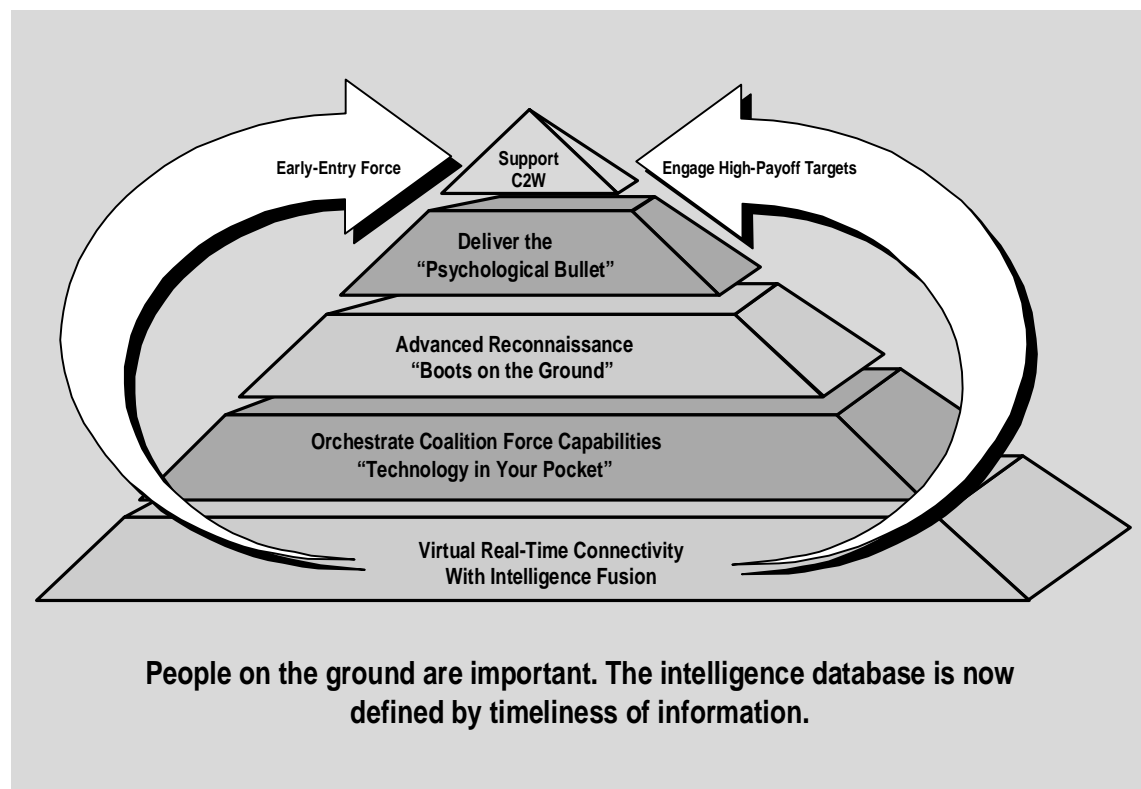 Early-Entry Force
Support
C2W
Engage High-Payoff Targets
Deliver the
“Psychological Bullet”
Advanced Reconnaissance
“Boots on the Ground”
Orchestrate Coalition Force Capabilities
“Technology in Your Pocket”
Virtual Real-Time Connectivity
With Intelligence Fusion
People on the ground are important. The intelligence database is now
defined by timeliness of information.